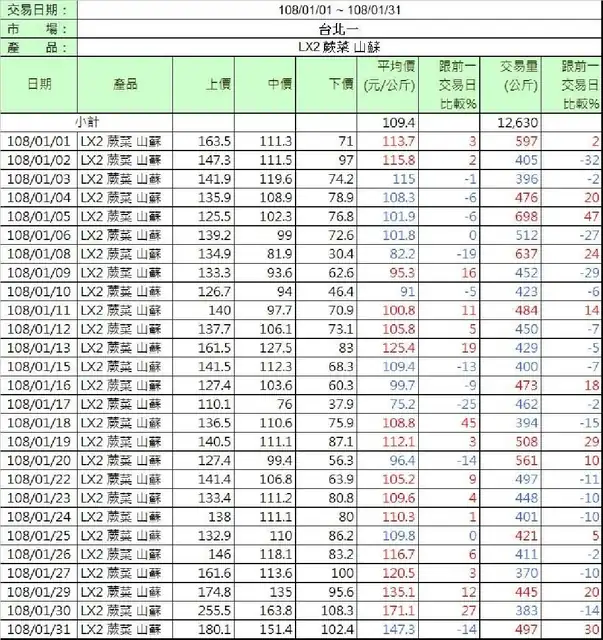 交易日期： 108/01/01 ~ 108/01/31
市 場： 台北一
產 品： LX2 蕨菜 山蘇
日期 產品 上價 中價 下價 平均價(元/公斤) 跟前一交易日比較% 交易量(公斤) 跟前一交易日比較%
小計 109.4 12,630
108/01/01 LX2 蕨菜 山蘇 163.5 111.3 71 113.7 3 597 2
108/01/02 LX2 蕨菜 山蘇 147.3 111.5 97 115.8 2 405 -32
108/01/03 LX2 蕨菜 山蘇 141.9 119.6 74.2 115 -1 396 -2
108/01/04 LX2 蕨菜 山蘇 135.9 108.9 78.9 108.3 -6 476 20
108/01/05 LX2 蕨菜 山蘇 125.5 102.3 76.8 101.9 -6 698 47
108/01/06 LX2 蕨菜 山蘇 139.2 99 72.6 101.8 0 512 -27
108/01/08 LX2 蕨菜 山蘇 134.9 81.9 30.4 82.2 -19 637 24
108/01/09 LX2 蕨菜 山蘇 133.3 93.6 62.6 95.3 16 452 -29
108/01/10 LX2 蕨菜 山蘇 126.7 94 46.4 91 -5 423 -6
108/01/11 LX2 蕨菜 山蘇 140 97.7 70.9 100.8 11 484 14
108/01/12 LX2 蕨菜 山蘇 137.7 106.1 73.1 105.8 5 450 -7
108/01/13 LX2 蕨菜 山蘇 161.5 127.5 83 125.4 19 429 -5
108/01/15 LX2 蕨菜 山蘇 141.5 112.3 68.3 109.4 -13 400 -7
108/01/16 LX2 蕨菜 山蘇 127.4 103.6 60.3 99.7 -9 473 18
108/01/17 LX2 蕨菜 山蘇 110.1 76 37.9 75.2 -25 462 -2
108/01/18 LX2 蕨菜 山蘇 136.5 110.6 75.9 108.8 45 394 -15
108/01/19 LX2 蕨菜 山蘇 140.5 111.1 87.1 112.1 3 508 29
108/01/20 LX2 蕨菜 山蘇 127.4 99.4 56.3 96.4 -14 561 10
108/01/22 LX2 蕨菜 山蘇 141.4 106.8 63.9 105.2 9 497 -11
108/01/23 LX2 蕨菜 山蘇 133.4 111.2 80.8 109.6 4 448 -10
108/01/24 LX2 蕨菜 山蘇 138 111.1 80 110.3 1 401 -10
108/01/25 LX2 蕨菜 山蘇 132.9 110 86.2 109.8 0 421 5
108/01/26 LX2 蕨菜 山蘇 146 118.1 83.2 116.7 6 411 -2
108/01/27 LX2 蕨菜 山蘇 161.6 113.6 100 120.5 3 370 -10
108/01/29 LX2 蕨菜 山蘇 174.8 135 95.6 135.1 12 445 20
108/01/30 LX2 蕨菜 山蘇 255.5 163.8 108.3 171.1 27 383 -14
108/01/31 LX2 蕨菜 山蘇 180.1 151.4 102.4 147.3 -14 497 30